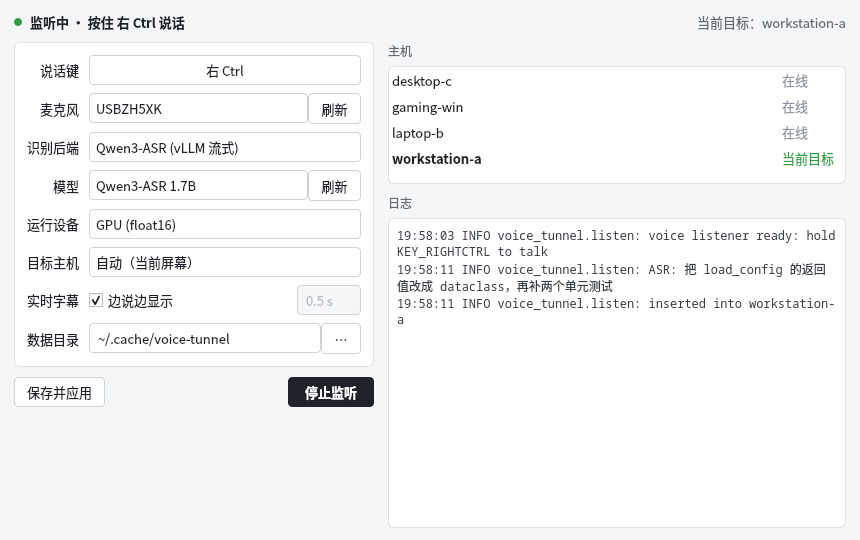 监听中 · 按住 右 Ctrl 说话
当前目标: workstation-a
说话键 右 Ctrl
麦克风 USBZH5XK 刷新
识别后端 Qwen3-ASR (vLLM 流式)
模型 Qwen3-ASR 1.7B 刷新
运行设备 GPU (float16)
目标主机 自动（当前屏幕）
实时字幕 边说边显示 0.5 s
数据目录 ~/.cache/voice-tunnel ...
保存并应用 停止监听
主机
desktop-c 在线
gaming-win 在线
laptop-b 在线
workstation-a 当前目标
日志
19:58:03 INFO voice_tunnel.listen: voice listener ready: hold
KEY_RIGHTCTRL to talk
19:58:11 INFO voice_tunnel.listen: ASR: 把 load_config 的返回
值改成 dataclass，再补两个单元测试
19:58:11 INFO voice_tunnel.listen: inserted into workstation-
a